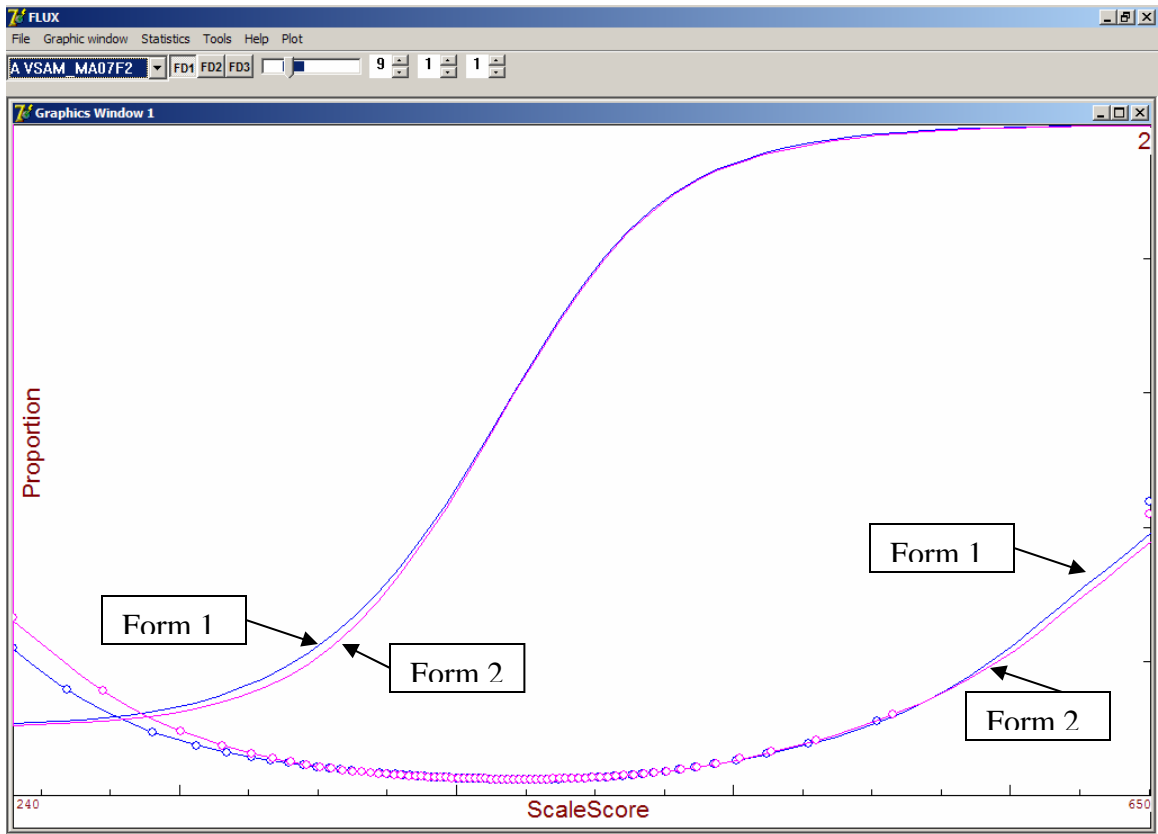 FLUX
File Graphic window Statistics Tools Help Plot
A VSAM_MA07F2 FD1 FD2 FD3 9 1 1
Graphics Window 1
2
Proportion
Form 1
Form 1
Form 2
Form 2
240 ScaleScore 650